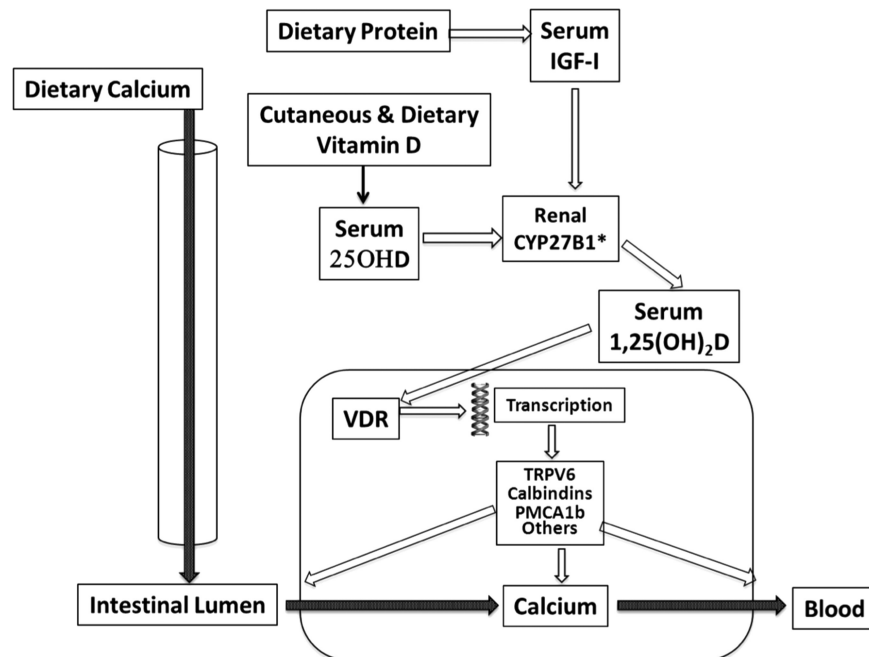 Dietary Protein
Serum
IGF-I
Dietary Calcium
Cutaneous & Dietary
Vitamin D
Serum
25OHD
Renal
CYP27B1*
Serum
1,25(OH)₂D
VDR
Transcription
TRPV6
Calbindins
PMCA1b
Others
Intestinal Lumen
Calcium
Blood